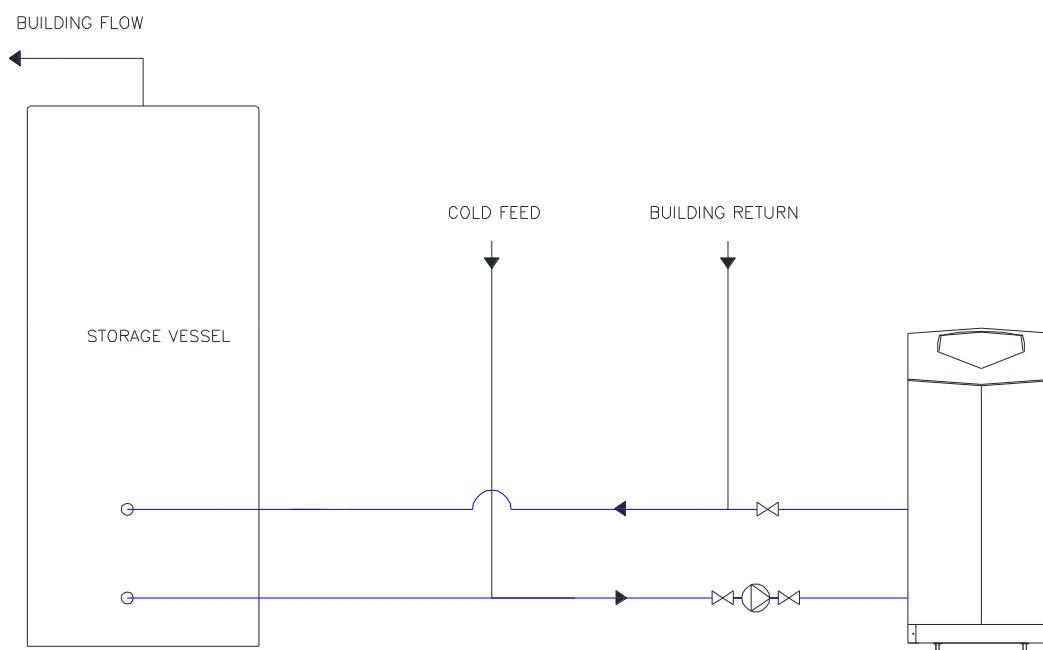 BUILDING FLOW
COLD FEED
BUILDING RETURN
STORAGE VESSEL